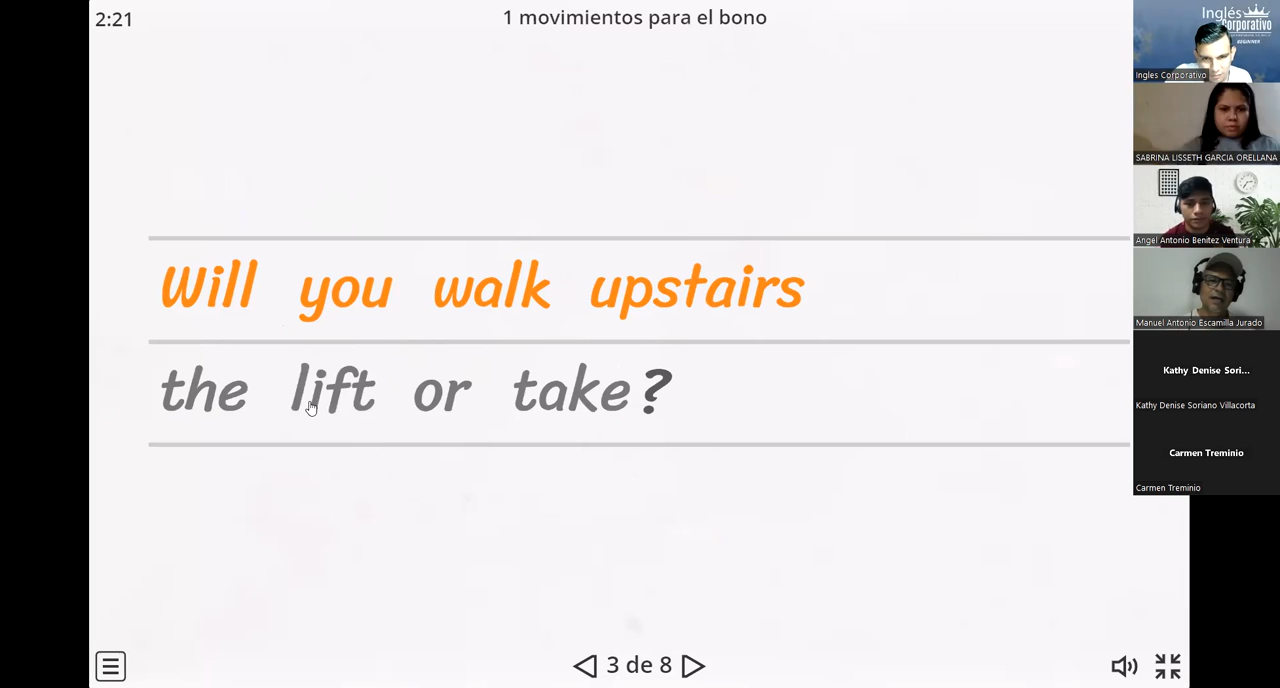 2:21
1 movimientos para el bono
Will you walk upstairs
the lift or take?
3 de 8
Inglés
Corporativo
BEGINNER
Ingles Corporativo
SABRINA LISSETH GARCIA ORELLANA
Angel Antonio Benitez Ventura
Manuel Antonio Escamilla Jurado
Kathy Denise Sori...
Kathy Denise Soriano Villacorta
Carmen Treminio
Carmen Treminio